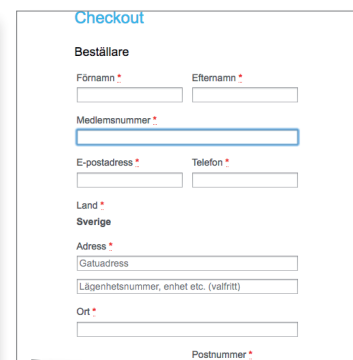 Checkout
Beställare
Förnamn * Efternamn *
Medlemsnummer *
E-postadress * Telefon *
Land *
Sverige
Adress *
Gatuadress
Lägenhetsnummer, enhet etc. (valfritt)
Ort *
Postnummer *